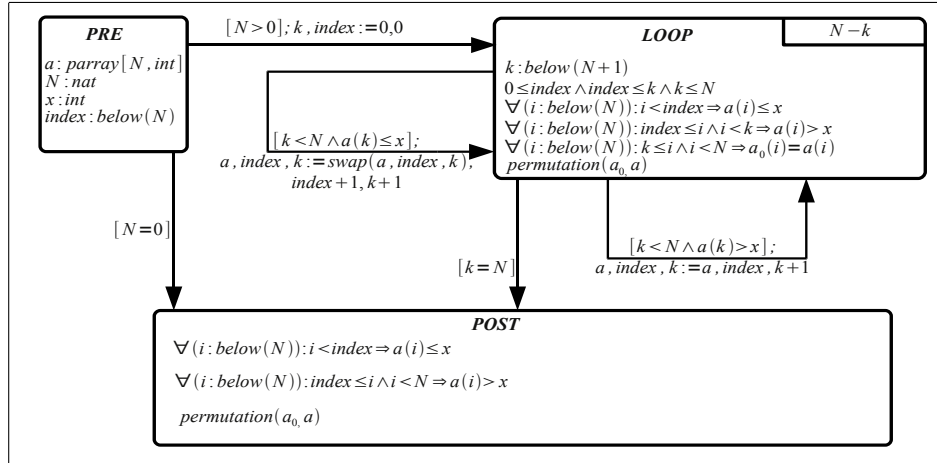 PRE
a : parray[N , int]
N : nat
x : int
index : below(N)
[N>0]; k , index := 0,0
LOOP
N−k
k : below(N+1)
0≤index∧index≤k∧k≤N
∀(i : below(N)): i<index⇒a(i)≤x
∀(i : below(N)): index≤i∧i<k⇒a(i)>x
∀(i : below(N)): k≤i∧i<N⇒a₀(i)=a(i)
permutation(a₀, a)
[k<N∧a(k)≤x];
a , index , k := swap(a , index , k),
index+1, k+1
[N=0]
[k=N]
[k<N∧a(k)>x];
a , index , k := a , index , k+1
POST
∀(i : below(N)): i<index⇒a(i)≤x
∀(i : below(N)): index≤i∧i<N⇒a(i)>x
permutation(a₀, a)